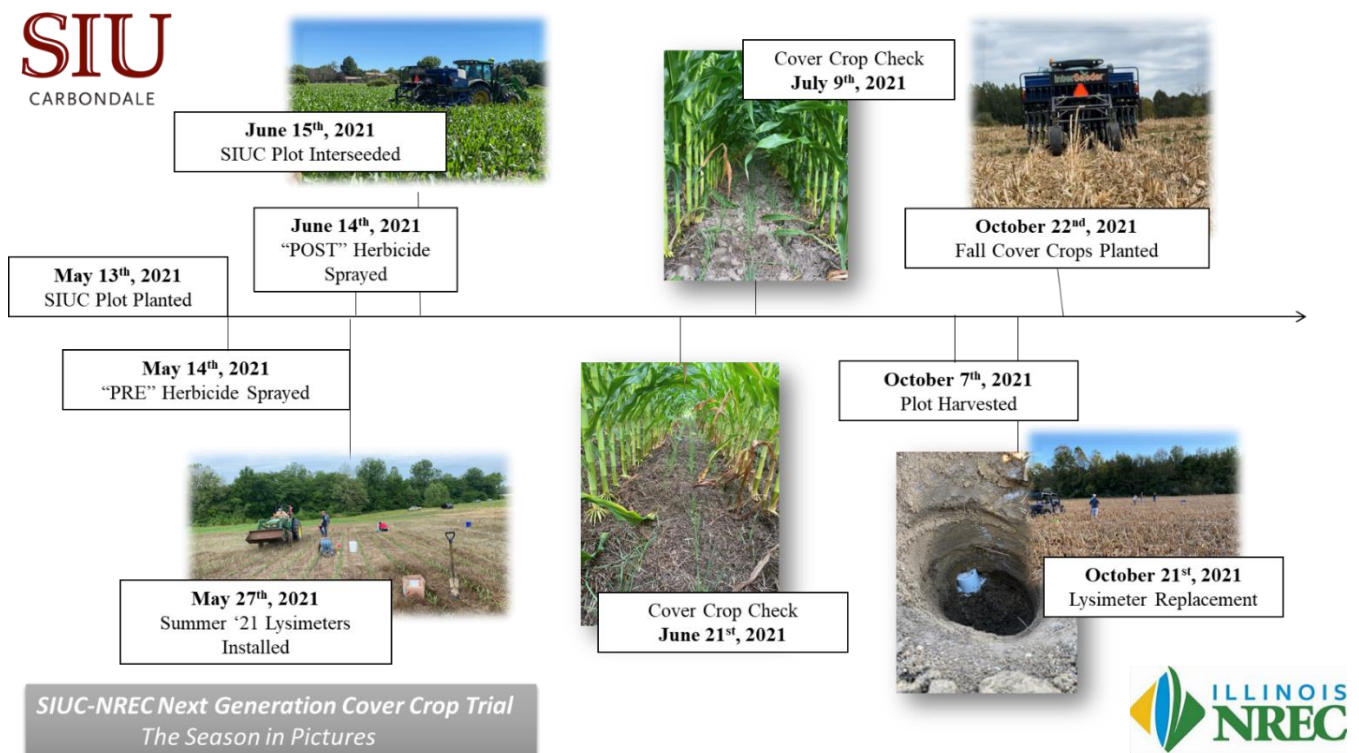 SIU
CARBONDALE
June 15th, 2021
SIUC Plot Interseeded
Cover Crop Check
July 9th, 2021
InterSeeder
June 14th, 2021
“POST” Herbicide
Sprayed
October 22nd, 2021
Fall Cover Crops Planted
May 13th, 2021
SIUC Plot Planted
May 14th, 2021
“PRE” Herbicide Sprayed
October 7th, 2021
Plot Harvested
May 27th, 2021
Summer ‘21 Lysimeters
Installed
Cover Crop Check
June 21st, 2021
October 21st, 2021
Lysimeter Replacement
SIUC-NREC Next Generation Cover Crop Trial
The Season in Pictures
ILLINOIS
NREC